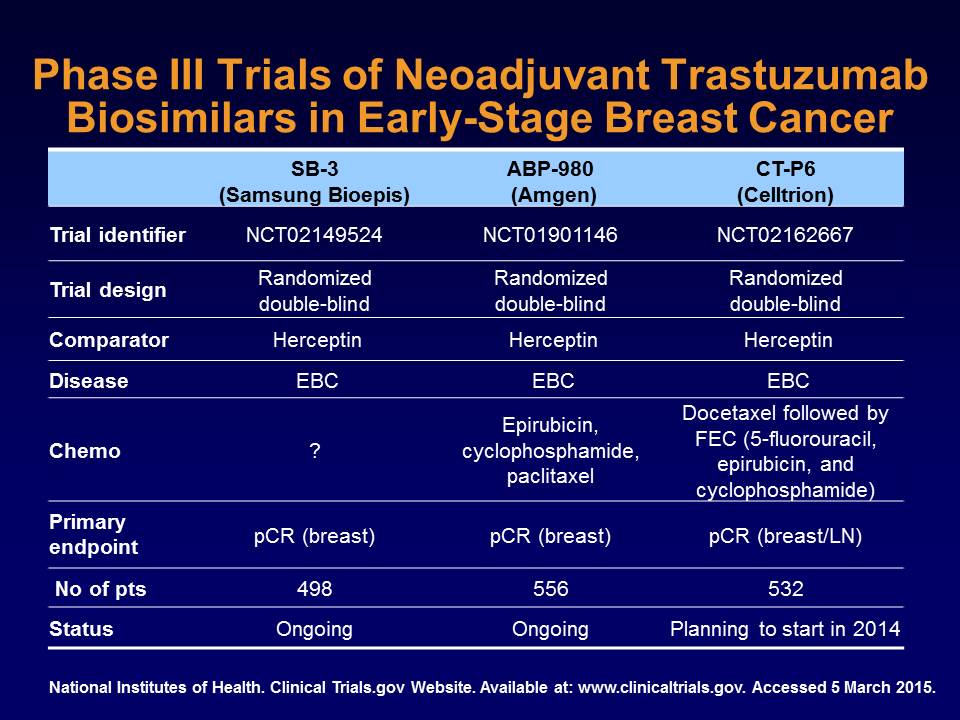 Phase III Trials of Neoadjuvant Trastuzumab
Biosimilars in Early-Stage Breast Cancer
SB-3 ABP-980 CT-P6
(Samsung Bioepis) (Amgen) (Celltrion)
Trial identifier NCT02149524 NCT01901146 NCT02162667
Randomized Randomized Randomized
Trial design
double-blind double-blind double-blind
Comparator Herceptin Herceptin Herceptin
Disease EBC EBC EBC
Docetaxel followed by
Epirubicin, FEC (5-fluorouracil,
Chemo ? cyclophosphamide, epirubicin, and
paclitaxel cyclophosphamide)
Primary
endpoint pCR (breast) pCR (breast) pCR (breast/LN)
No of pts 498 556 532
Status Ongoing Ongoing Planning to start in 2014
National Institutes of Health. Clinical Trials.gov Website. Available at: www.clinicaltrials.gov. Accessed 5 March 2015.